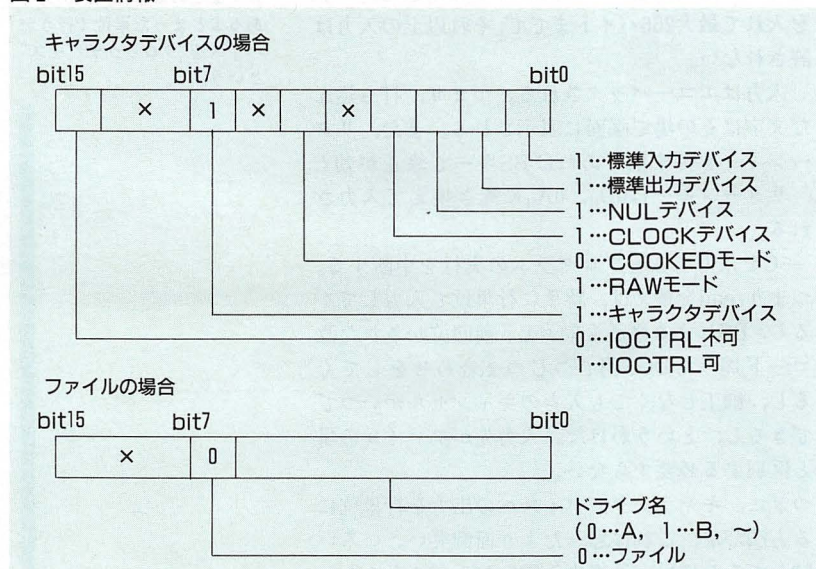 キャラクタデバイスの場合
bit15 bit7 bit0
× 1 × ×
1…標準入力デバイス
1…標準出力デバイス
1…NULデバイス
1…CLOCKデバイス
0…COOKEDモード
1…RAWモード
1…キャラクタデバイス
0…IOCTRL不可
1…IOCTRL可
ファイルの場合
bit15 bit7 bit0
× 0
ドライブ名
(0…A, 1…B, ～)
0…ファイル